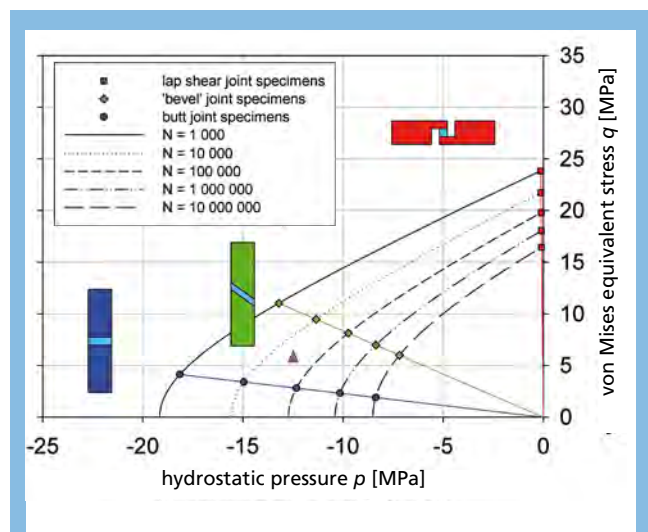 lap shear joint specimens
'bevel' joint specimens
butt joint specimens
N = 1 000
N = 10 000
N = 100 000
N = 1 000 000
N = 10 000 000
35
30
25
20
15
10
5
0
von Mises equivalent stress q [MPa]
-25 -20 -15 -10 -5 0
hydrostatic pressure p [MPa]